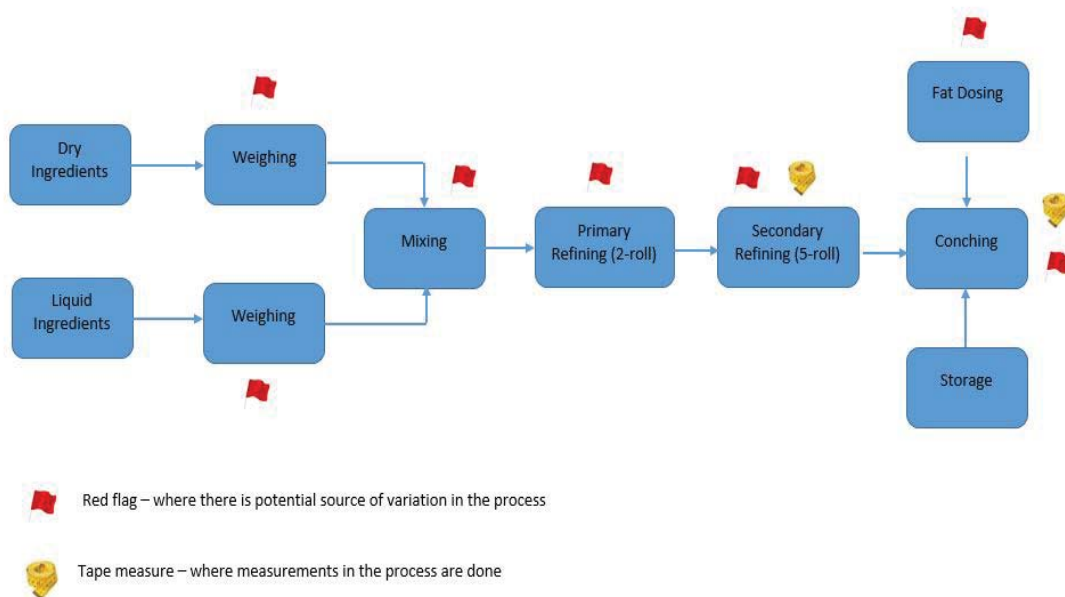 Fat Dosing
Dry
Ingredients
Weighing
Mixing
Primary
Refining (2-roll)
Secondary
Refining (5-roll)
Conching
Liquid
Ingredients
Weighing
Storage
Red flag – where there is potential source of variation in the process
Tape measure – where measurements in the process are done